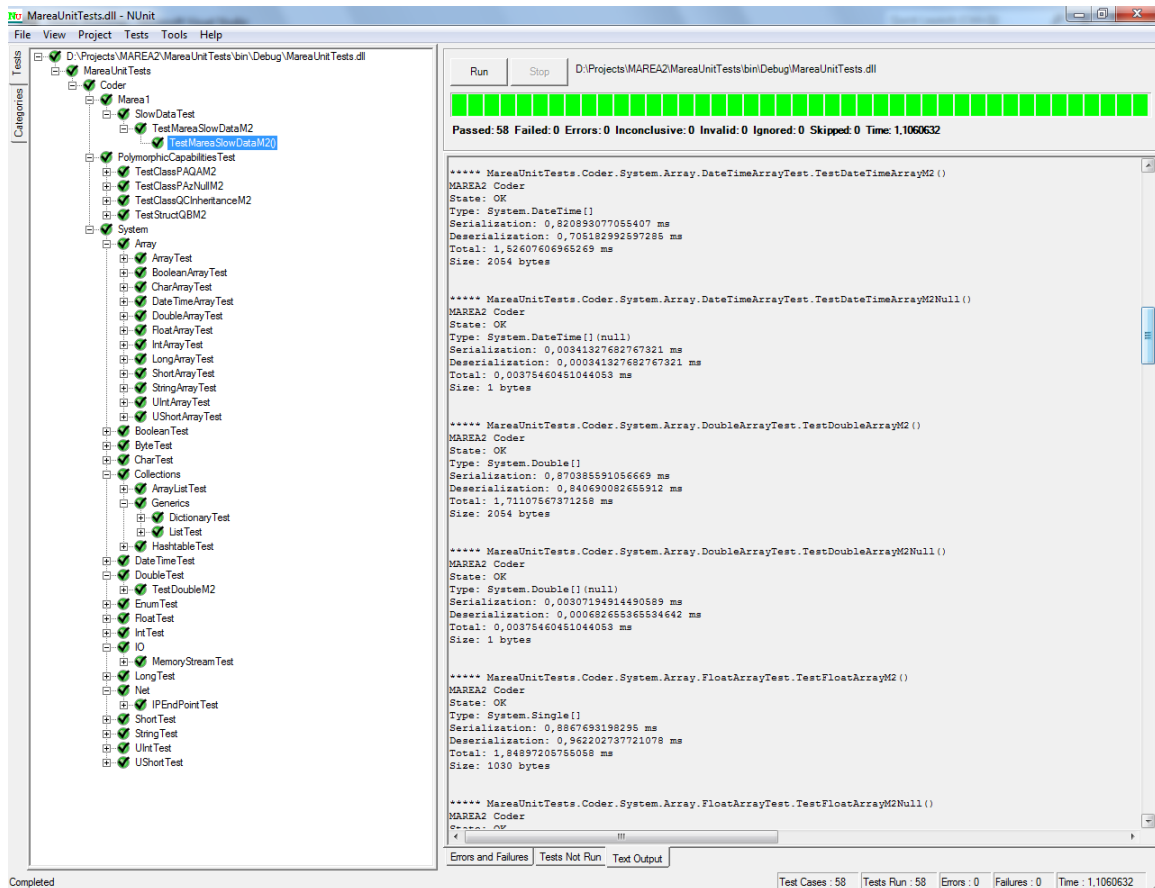 MareaUnitTests.dll - NUnit
File View Project Tests Tools Help
Tests
Categories
D:\Projects\MAREA2\MareaUnitTests\bin\Debug\MareaUnitTests.dll
MareaUnitTests
Coder
Marea1
SlowDataTest
TestMareaSlowDataM2
TestMareaSlowDataM2()
PolymorphicCapabilitiesTest
TestClassPAQAM2
TestClassPAzNullM2
TestClassQCInheritanceM2
TestStructQBM2
System
Array
ArrayTest
BooleanArrayTest
CharArrayTest
DateTimeArrayTest
DoubleArrayTest
FloatArrayTest
IntArrayTest
LongArrayTest
ShortArrayTest
StringArrayTest
UIntArrayTest
UShortArrayTest
BooleanTest
ByteTest
CharTest
Collections
ArrayListTest
Generics
DictionaryTest
ListTest
HashtableTest
DateTimeTest
DoubleTest
TestDoubleM2
EnumTest
FloatTest
IntTest
IO
MemoryStreamTest
LongTest
Net
IPEndPointTest
ShortTest
StringTest
UIntTest
UShortTest
Run Stop D:\Projects\MAREA2\MareaUnitTests\bin\Debug\MareaUnitTests.dll
Passed: 58 Failed: 0 Errors: 0 Inconclusive: 0 Invalid: 0 Ignored: 0 Skipped: 0 Time: 1,1060632
***** MareaUnitTests.Coder.System.Array.DateTimeArrayTest.TestDateTimeArrayM2()
MAREA2 Coder
State: OK
Type: System.DateTime[]
Serialization: 0,820893077055407 ms
Deserialization: 0,705182992597285 ms
Total: 1,52607606965269 ms
Size: 2054 bytes
***** MareaUnitTests.Coder.System.Array.DateTimeArrayTest.TestDateTimeArrayM2Null()
MAREA2 Coder
State: OK
Type: System.DateTime[](null)
Serialization: 0,00341327682767321 ms
Deserialization: 0,000341327682767321 ms
Total: 0,00375460451044053 ms
Size: 1 bytes
***** MareaUnitTests.Coder.System.Array.DoubleArrayTest.TestDoubleArrayM2()
MAREA2 Coder
State: OK
Type: System.Double[]
Serialization: 0,870385591056669 ms
Deserialization: 0,840690082655912 ms
Total: 1,71107567371258 ms
Size: 2054 bytes
***** MareaUnitTests.Coder.System.Array.DoubleArrayTest.TestDoubleArrayM2Null()
MAREA2 Coder
State: OK
Type: System.Double[](null)
Serialization: 0,00307194914490589 ms
Deserialization: 0,000682655365534642 ms
Total: 0,00375460451044053 ms
Size: 1 bytes
***** MareaUnitTests.Coder.System.Array.FloatArrayTest.TestFloatArrayM2()
MAREA2 Coder
State: OK
Type: System.Single[]
Serialization: 0,8867693198295 ms
Deserialization: 0,962202737721078 ms
Total: 1,84897205755058 ms
Size: 1030 bytes
***** MareaUnitTests.Coder.System.Array.FloatArrayTest.TestFloatArrayM2Null()
MAREA2 Coder
State: OK
Errors and Failures Tests Not Run Text Output
Completed Test Cases : 58 Tests Run : 58 Errors : 0 Failures : 0 Time : 1,1060632